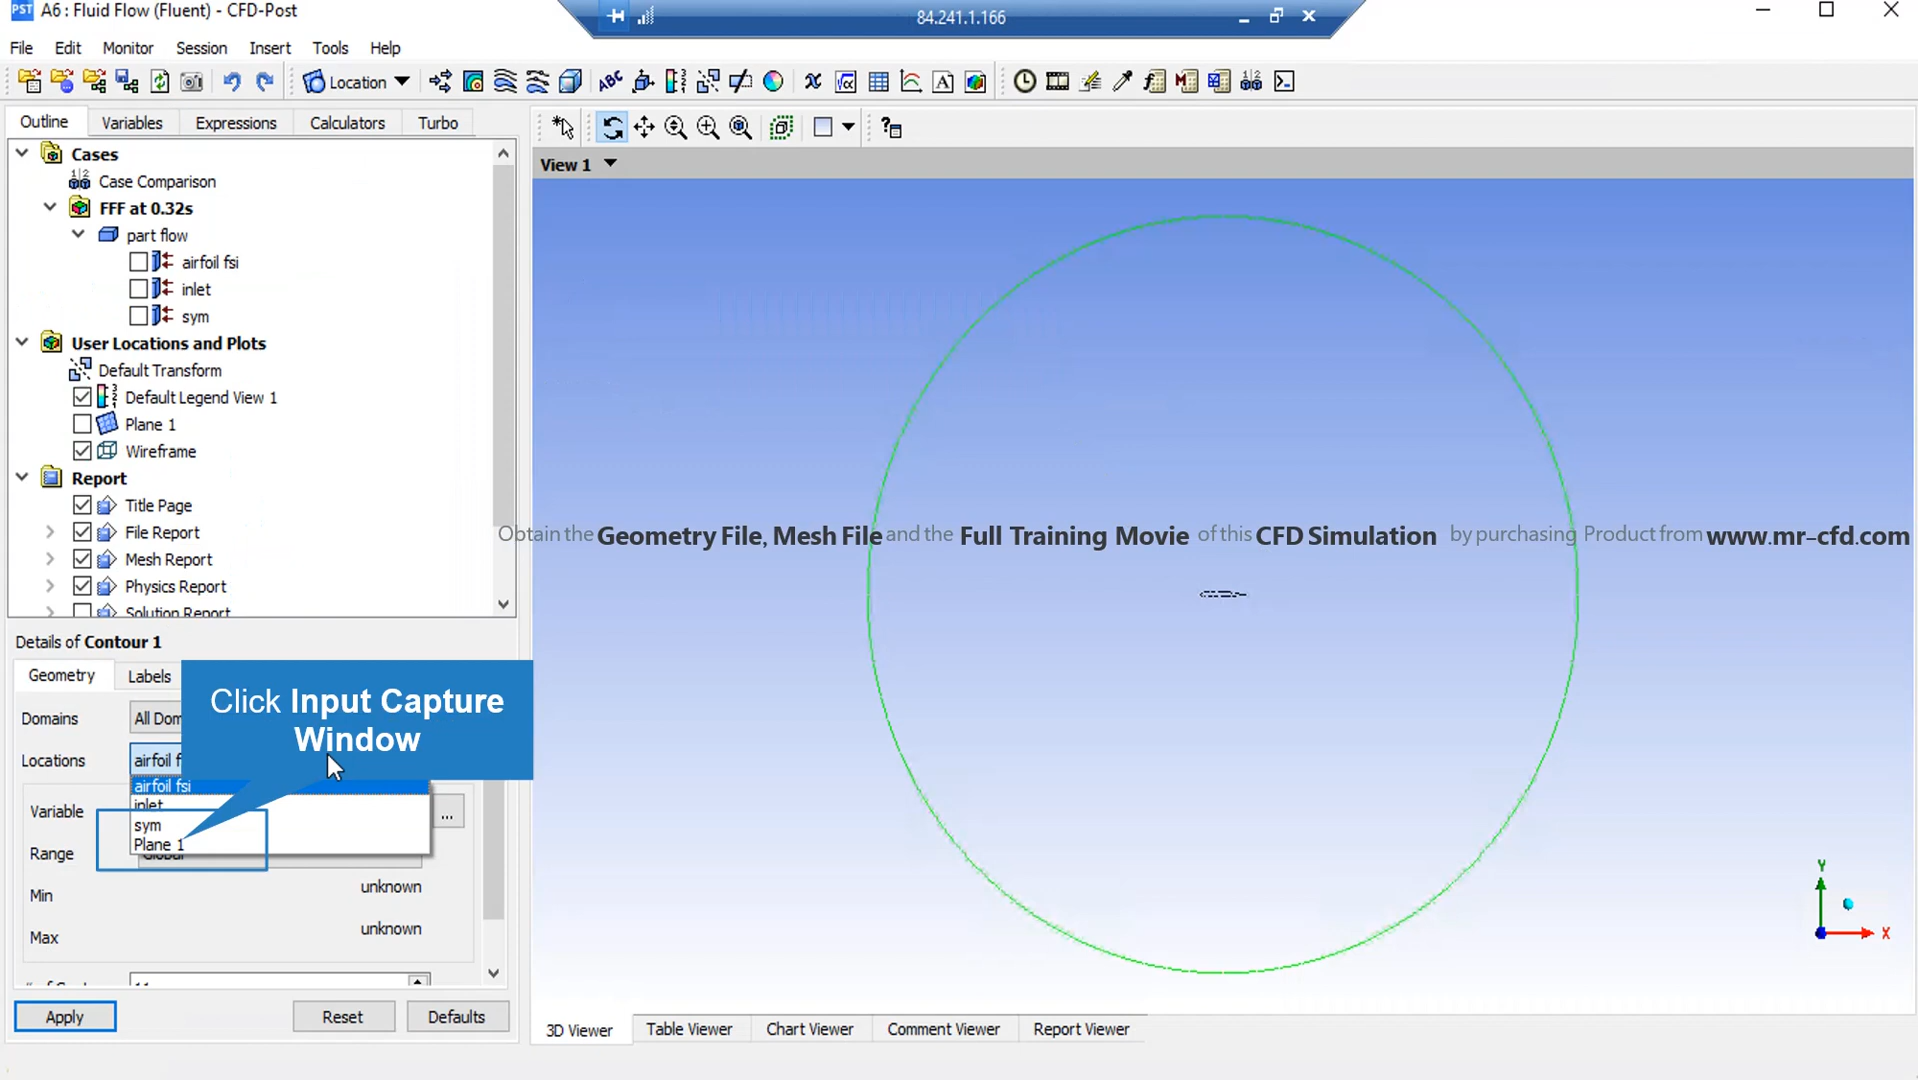 PST A6 : Fluid Flow (Fluent) - CFD-Post
84.241.1.166
File Edit Monitor Session Insert Tools Help
Location
Outline Variables Expressions Calculators Turbo
View 1
Cases
Case Comparison
FFF at 0.32s
part flow
airfoil fsi
inlet
sym
User Locations and Plots
Default Transform
Default Legend View 1
Plane 1
Wireframe
Report
Title Page
File Report
Mesh Report
Physics Report
Solution Report
Obtain the Geometry File, Mesh File and the Full Training Movie of this CFD Simulation by purchasing Product from www.mr-cfd.com
Details of Contour 1
Geometry Labels
Click Input Capture
Window
Domains All Dom
Locations airfoil f
airfoil fsi
inlet
sym
Plane 1
Variable ...
Range Global
Min unknown
Max unknown
Apply Reset Defaults
Y
X
3D Viewer Table Viewer Chart Viewer Comment Viewer Report Viewer